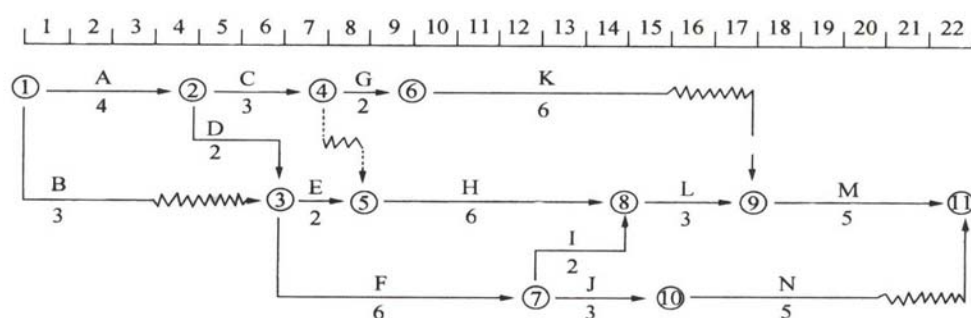 1 2 3 4 5 6 7 8 9 10 11 12 13 14 15 16 17 18 19 20 21 22
A C G K
① ② ④ ⑥
4 3 2 6
D
2
B E H L M
③ ⑤ ⑧ ⑨ ⑪
3 2 6 3 5
I
2
F J N
⑦ ⑩
6 3 5